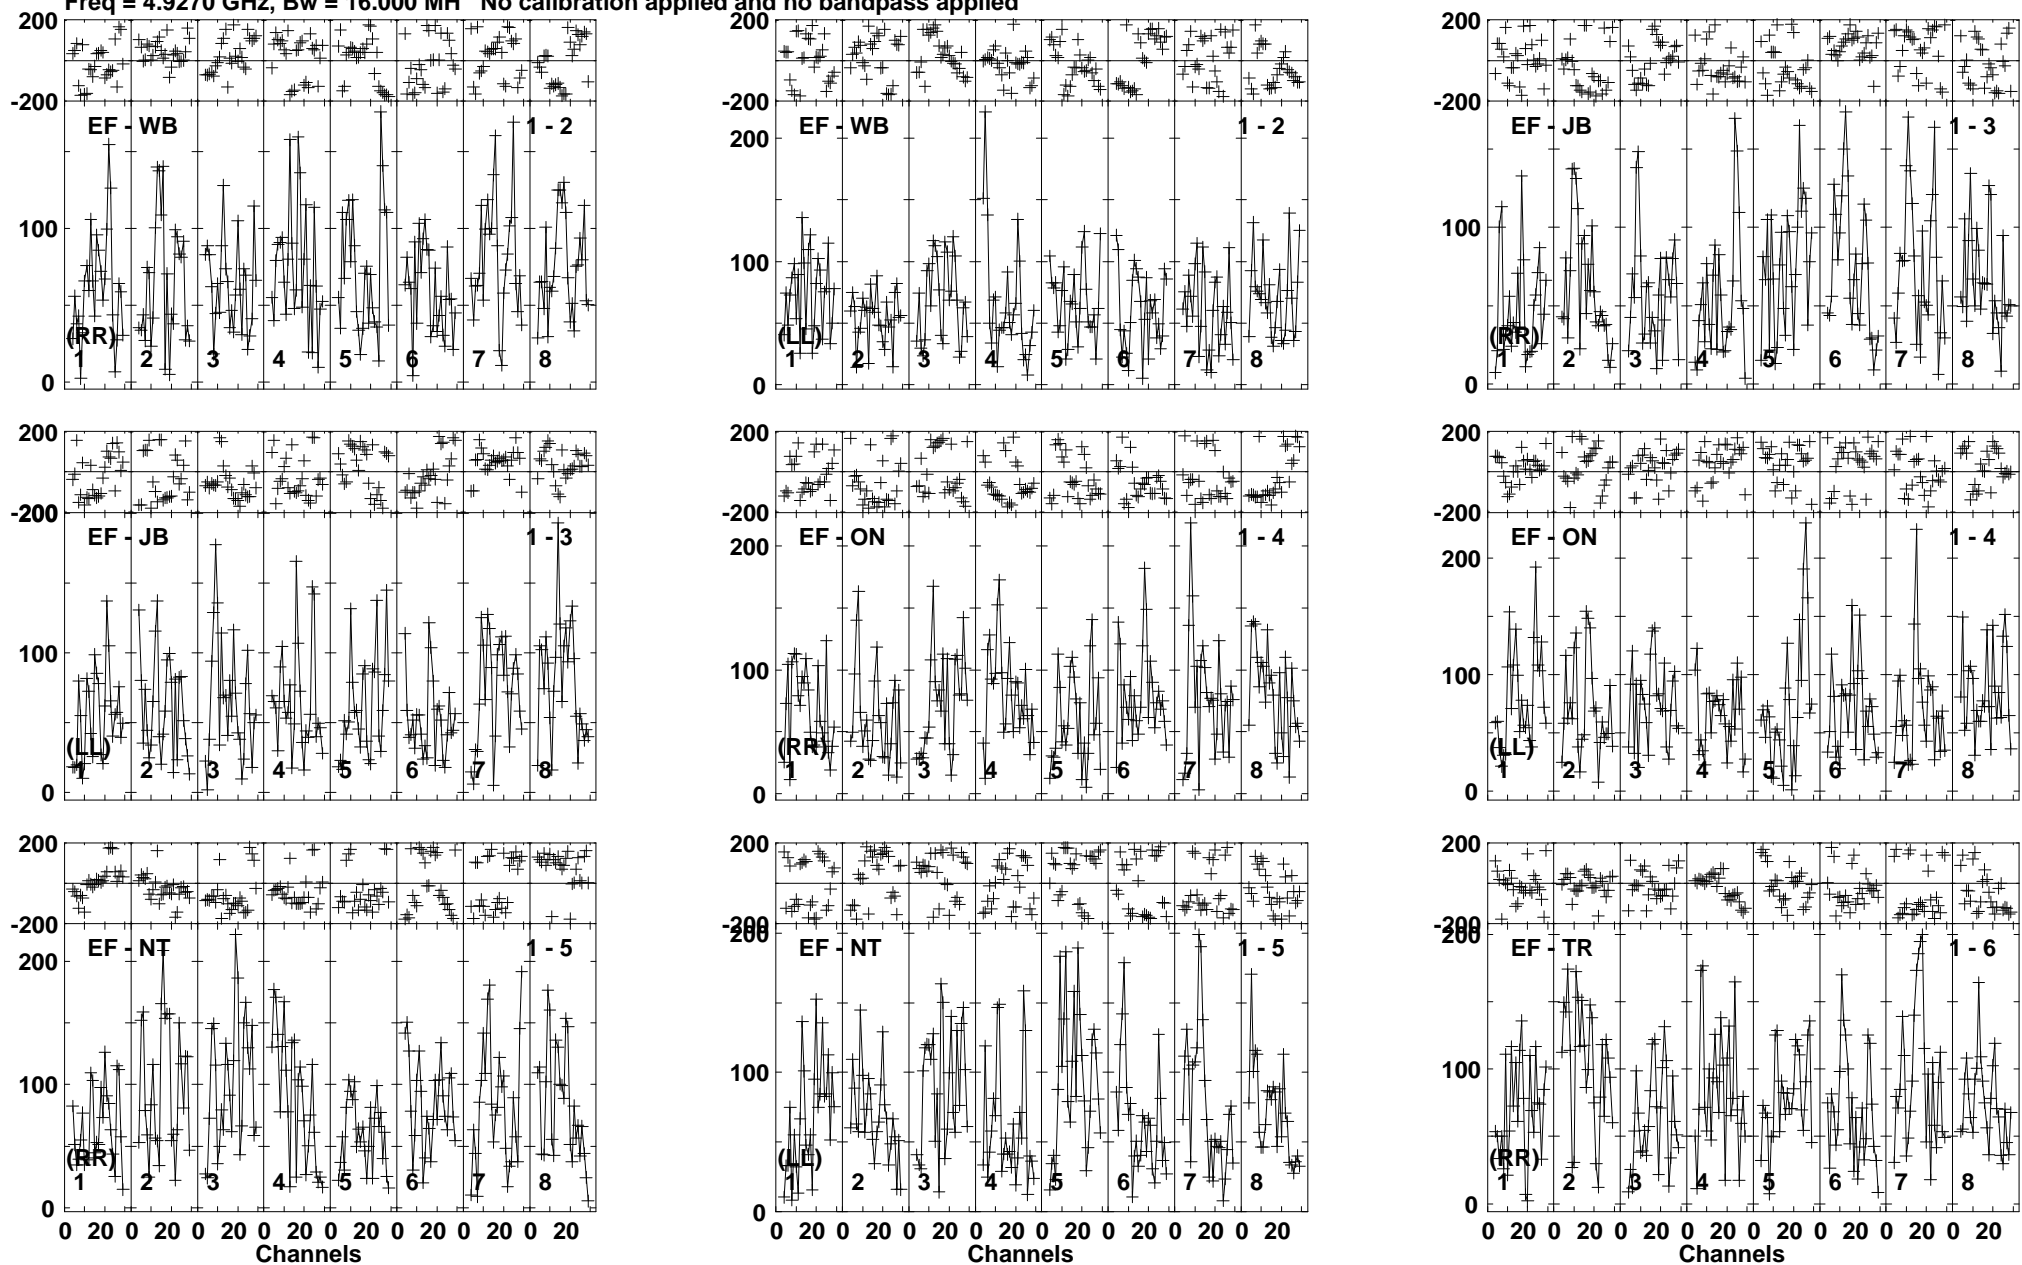 Freq = 4.9270 GHz, Bw = 16.000 MH No calibration applied and no bandpass applied
200 200 200
-200 -200 -200
EF - WB 1 - 2 EF - WB 1 - 2 EF - JB 1 - 3
200
100 100 100
(RR) (LL) (RR)
1 2 3 4 5 6 7 8 1 2 3 4 5 6 7 8 1 2 3 4 5 6 7 8
0 0 0
200 200 200
-200 -200 -200
EF - JB 1 - 3 EF - ON 1 - 4 EF - ON 1 - 4
200 200
100 100 100
(LL) (RR) (LL)
1 2 3 4 5 6 7 8 1 2 3 4 5 6 7 8 1 2 3 4 5 6 7 8
0 0 0
200 200 200
-200 -200 -200
EF - NT 1 - 5 EF - NT 1 - 5 EF - TR 1 - 6
200 200 200
100 100 100
(RR) (LL) (RR)
1 2 3 4 5 6 7 8 1 2 3 4 5 6 7 8 1 2 3 4 5 6 7 8
0 0 0
0 20 0 20 0 20 0 20 0 20 0 20 0 20 0 20 0 20 0 20 0 20 0 20 0 20 0 20 0 20 0 20 0 20 0 20 0 20 0 20 0 20 0 20 0 20 0 20
Channels Channels Channels